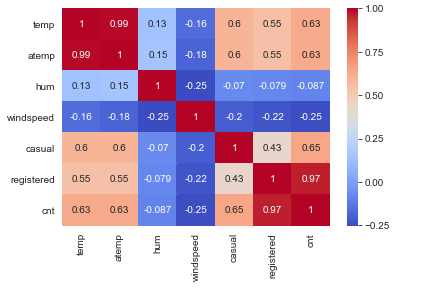 temp 1 0.99 0.13 -0.16 0.6 0.55 0.63
atemp 0.99 1 0.15 -0.18 0.6 0.55 0.63
hum 0.13 0.15 1 -0.25 -0.07 -0.079 -0.087
windspeed -0.16 -0.18 -0.25 1 -0.2 -0.22 -0.25
casual 0.6 0.6 -0.07 -0.2 1 0.43 0.65
registered 0.55 0.55 -0.079 -0.22 0.43 1 0.97
cnt 0.63 0.63 -0.087 -0.25 0.65 0.97 1
temp atemp hum windspeed casual registered cnt
1.00
0.75
0.50
0.25
0.00
−0.25